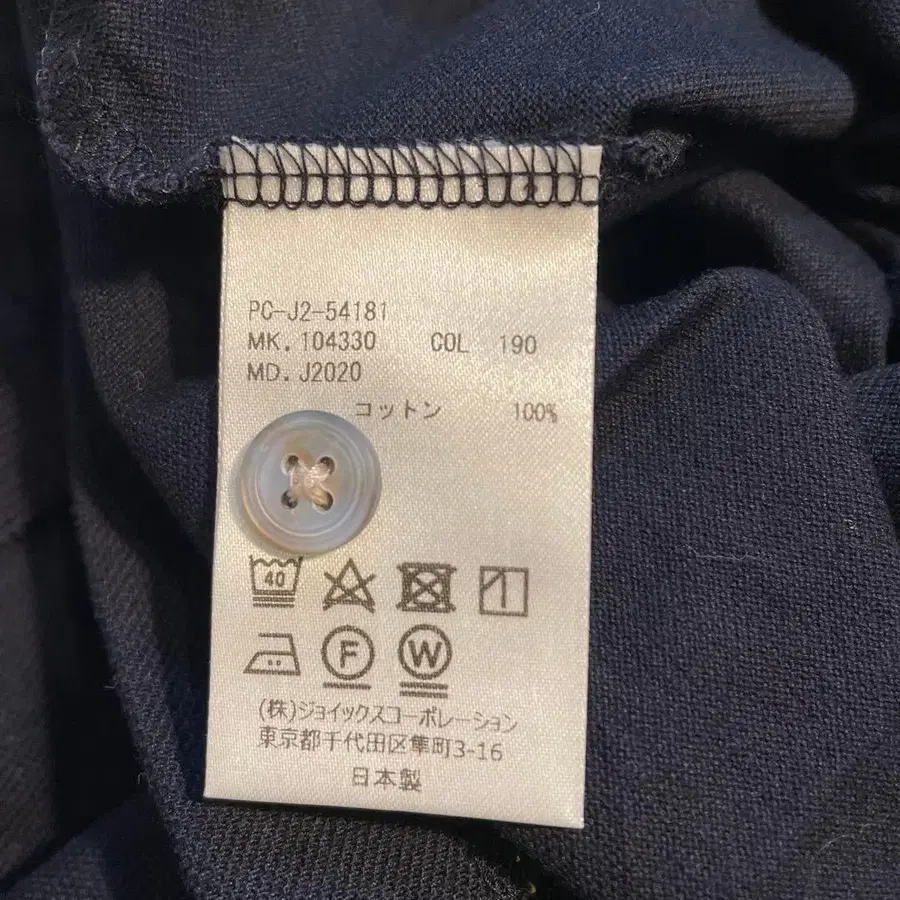 PC-J2-54181
MK. 104330 COL 190
MD. J2020
コットン 100%
40
F W
(株)ジョイックスコーポレーション
東京都千代田区隼町3-16
日本製